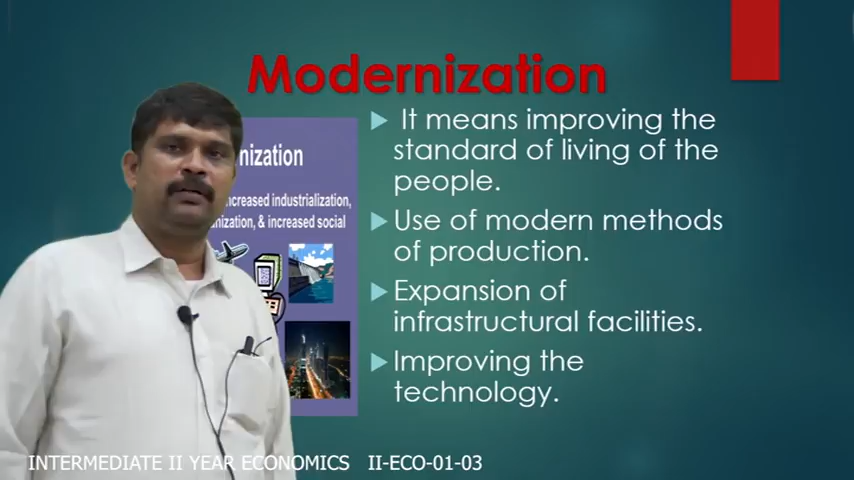 Modernization
nization
increased industrialization,
nization, & increased social
It means improving the
standard of living of the
people.
Use of modern methods
of production.
Expansion of
infrastructural facilities.
Improving the
technology.
INTERMEDIATE II YEAR ECONOMICS II-ECO-01-03